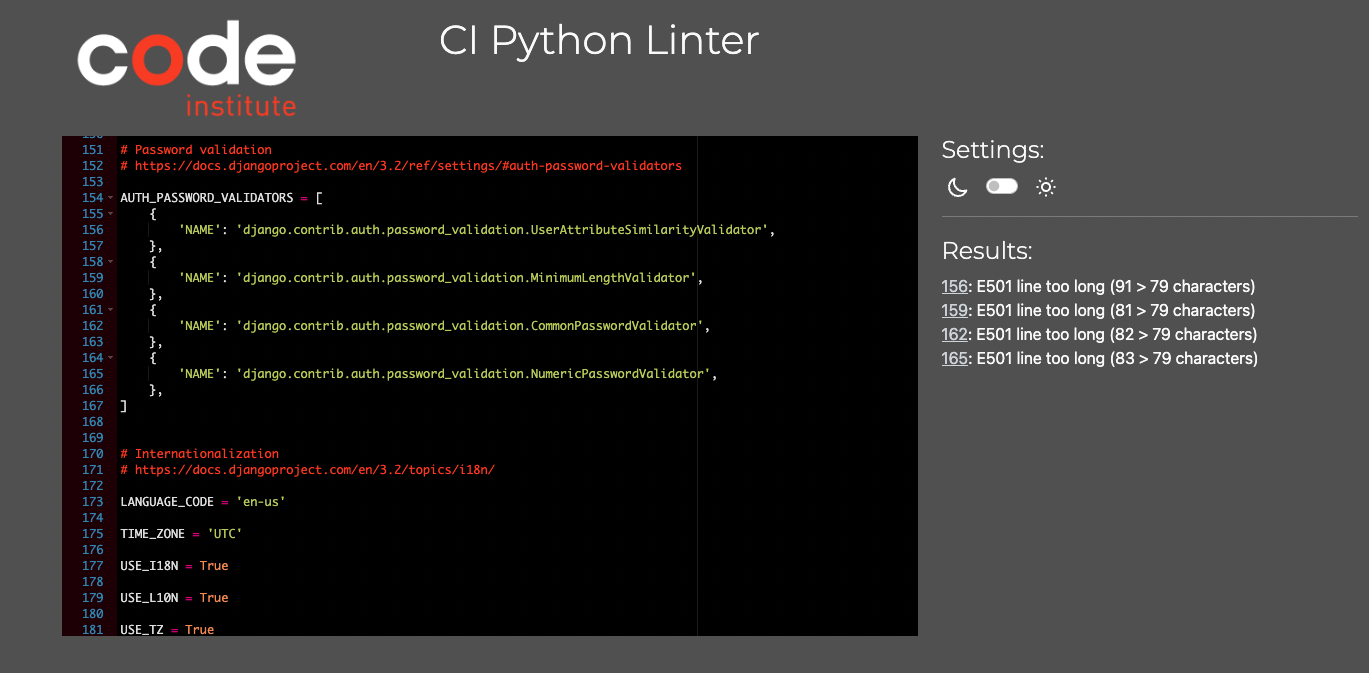 code
institute
CI Python Linter
151 # Password validation
152 # https://docs.djangoproject.com/en/3.2/ref/settings/#auth-password-validators
153
154 AUTH_PASSWORD_VALIDATORS = [
155 {
156 'NAME': 'django.contrib.auth.password_validation.UserAttributeSimilarityValidator',
157 },
158 {
159 'NAME': 'django.contrib.auth.password_validation.MinimumLengthValidator',
160 },
161 {
162 'NAME': 'django.contrib.auth.password_validation.CommonPasswordValidator',
163 },
164 {
165 'NAME': 'django.contrib.auth.password_validation.NumericPasswordValidator',
166 },
167 ]
168
169
170 # Internationalization
171 # https://docs.djangoproject.com/en/3.2/topics/i18n/
172
173 LANGUAGE_CODE = 'en-us'
174
175 TIME_ZONE = 'UTC'
176
177 USE_I18N = True
178
179 USE_L10N = True
180
181 USE_TZ = True
Settings:
Results:
156: E501 line too long (91 > 79 characters)
159: E501 line too long (81 > 79 characters)
162: E501 line too long (82 > 79 characters)
165: E501 line too long (83 > 79 characters)